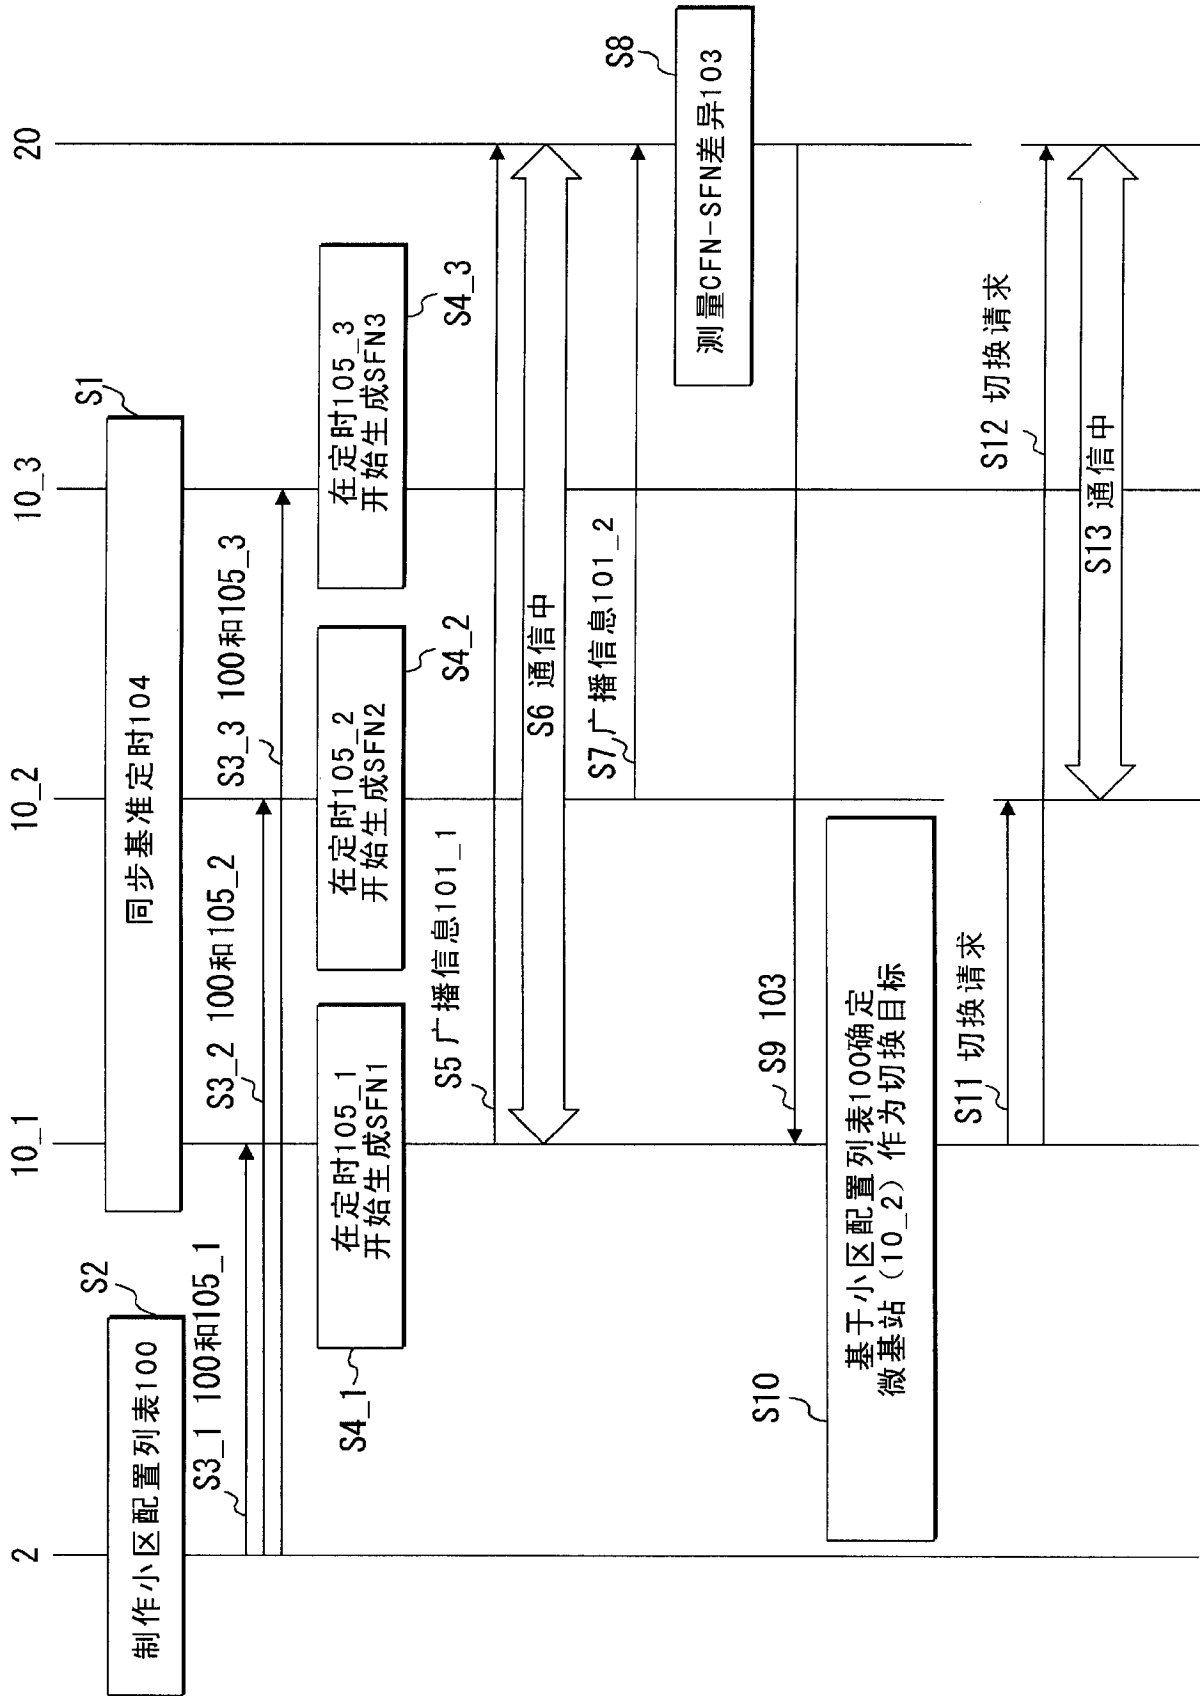 2
10_1
10_2
10_3
20
S2
制作小区配置列表100
S1
同步基准定时104
S3_1 100和105_1
S3_2 100和105_2
S3_3 100和105_3
S4_1
在定时105_1
开始生成SFN1
S4_2
在定时105_2
开始生成SFN2
S4_3
在定时105_3
开始生成SFN3
S5 广播信息101_1
S6 通信中
S7 广播信息101_2
S8
测量CFN-SFN差异103
S9 103
S10
基于小区配置列表100确定
微基站（10_2）作为切换目标
S11 切换请求
S12 切换请求
S13 通信中